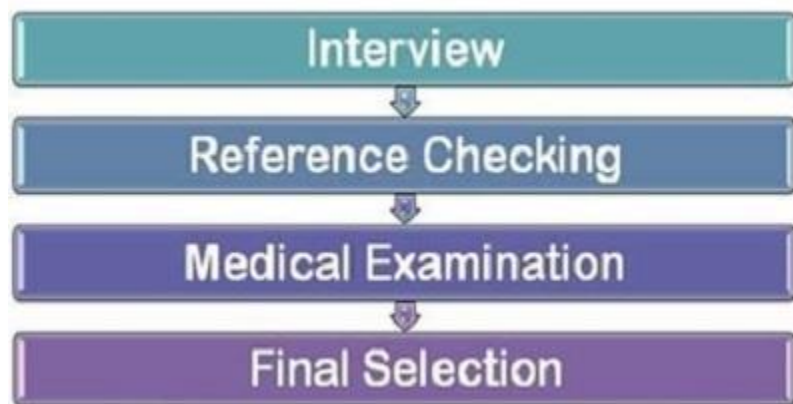 Interview
Reference Checking
Medical Examination
Final Selection